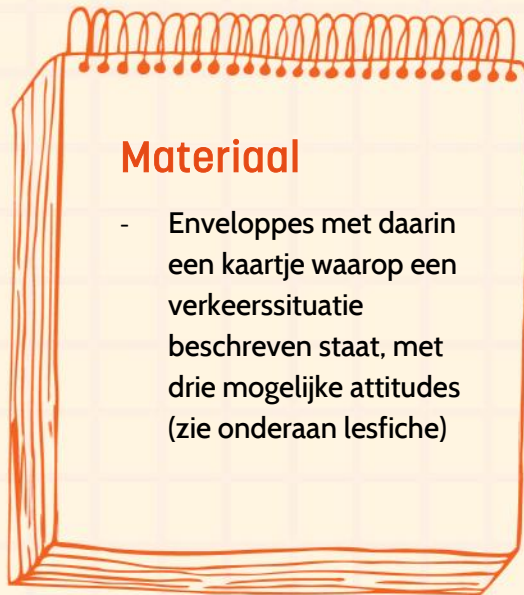 Materiaal
- Enveloppes met daarin
een kaartje waarop een
verkeerssituatie
beschreven staat, met
drie mogelijke attitudes
(zie onderaan lesfiche)